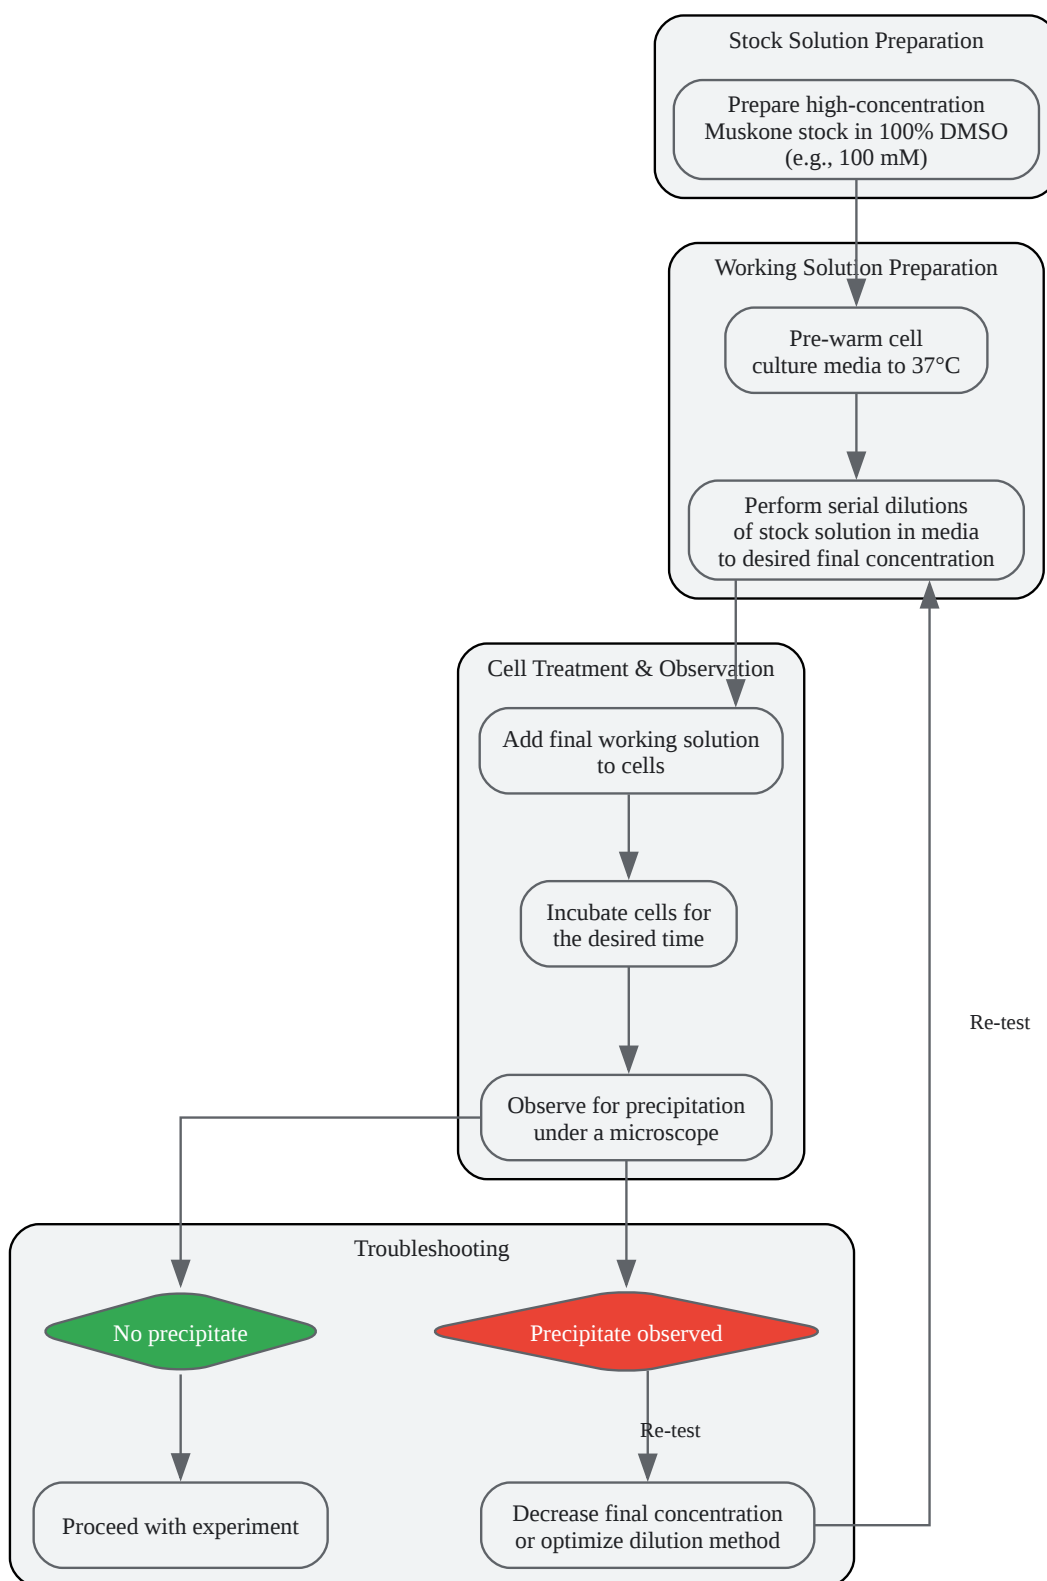 Stock Solution Preparation
Prepare high-concentration
Muskone stock in 100% DMSO
(e.g., 100 mM)
Working Solution Preparation
Pre-warm cell
culture media to 37°C
Perform serial dilutions
of stock solution in media
to desired final concentration
Cell Treatment & Observation
Add final working solution
to cells
Incubate cells for
the desired time
Re-test
Observe for precipitation
under a microscope
Troubleshooting
No precipitate
Precipitate observed
Re-test
Proceed with experiment
Decrease final concentration
or optimize dilution method